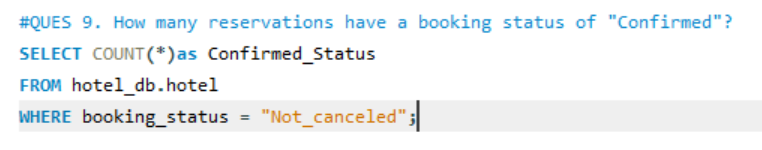 #QUES 9. How many reservations have a booking status of "Confirmed"?
SELECT COUNT(*)as Confirmed_Status
FROM hotel_db.hotel
WHERE booking_status = "Not_canceled";